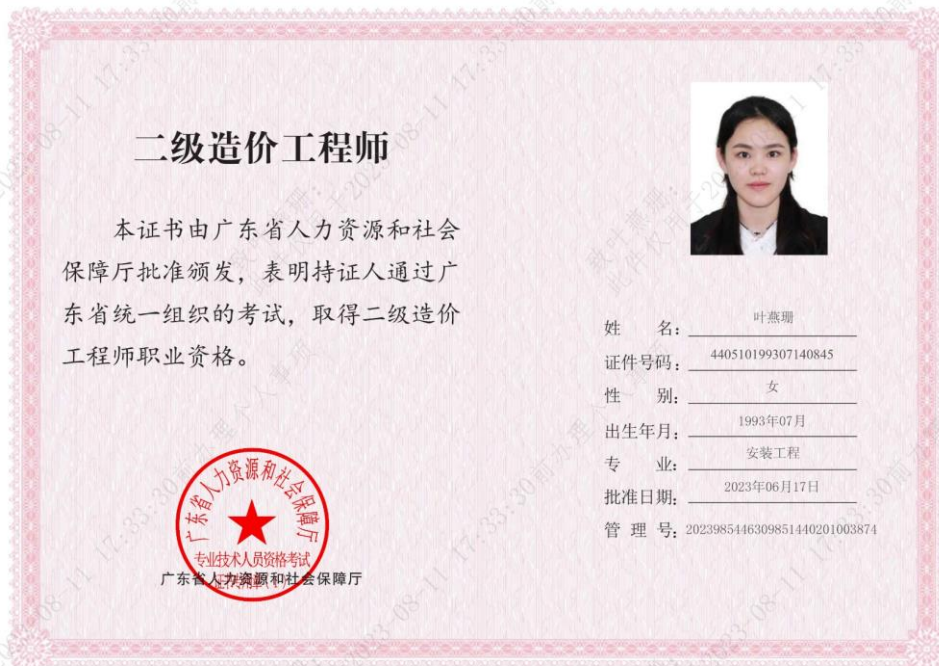 二级造价工程师
本证书由广东省人力资源和社会
保障厅批准颁发，表明持证人通过广
东省统一组织的考试，取得二级造价
工程师职业资格。
广东省人力资源和社会保障厅
专业技术人员资格考试
广东省人力资源和社会保障厅
姓 名：叶燕珊
证件号码：440510199307140845
性 别：女
出生年月：1993年07月
专 业：安装工程
批准日期：2023年06月17日
管 理 号：20239854463098514402010​03874